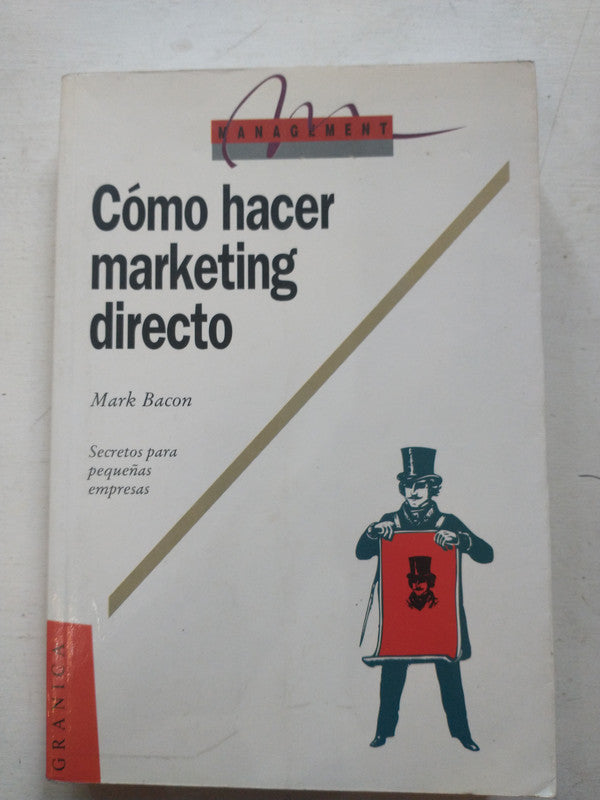 MANAGEMENT
Cómo hacer
marketing
directo
Mark Bacon
Secretos para
pequeñas
empresas
GRANICA